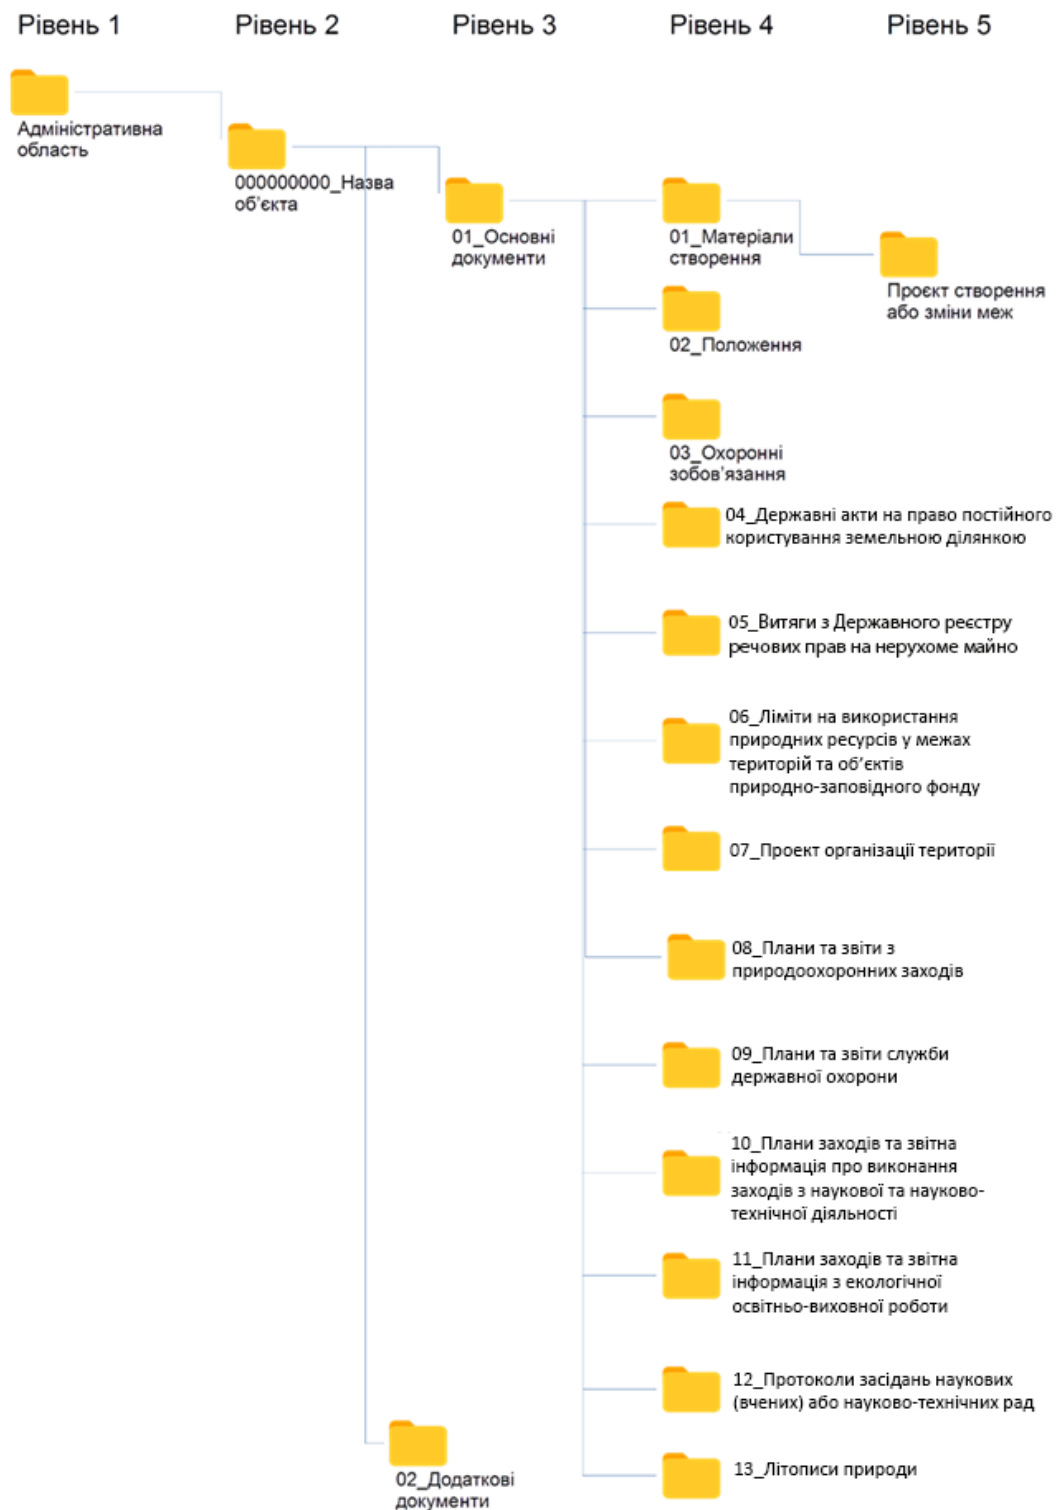 Рівень 1
Рівень 2
Рівень 3
Рівень 4
Рівень 5
Адміністративна
область
000000000_Назва
об'єкта
01_Основні
документи
01_Матеріали
створення
Проєкт створення
або зміни меж
02_Положення
03_Охоронні
зобов'язання
04_Державні акти на право постійного
користування земельною ділянкою
05_Витяги з Державного реєстру
речових прав на нерухоме майно
06_Ліміти на використання
природних ресурсів у межах
територій та об'єктів
природно-заповідного фонду
07_Проект організації території
08_Плани та звіти з
природоохоронних заходів
09_Плани та звіти служби
державної охорони
10_Плани заходів та звітна
інформація про виконання
заходів з наукової та науково-
технічної діяльності
11_Плани заходів та звітна
інформація з екологічної
освітньо-виховної роботи
12_Протоколи засідань наукових
(вчених) або науково-технічних рад
02_Додаткові
документи
13_Літописи природи